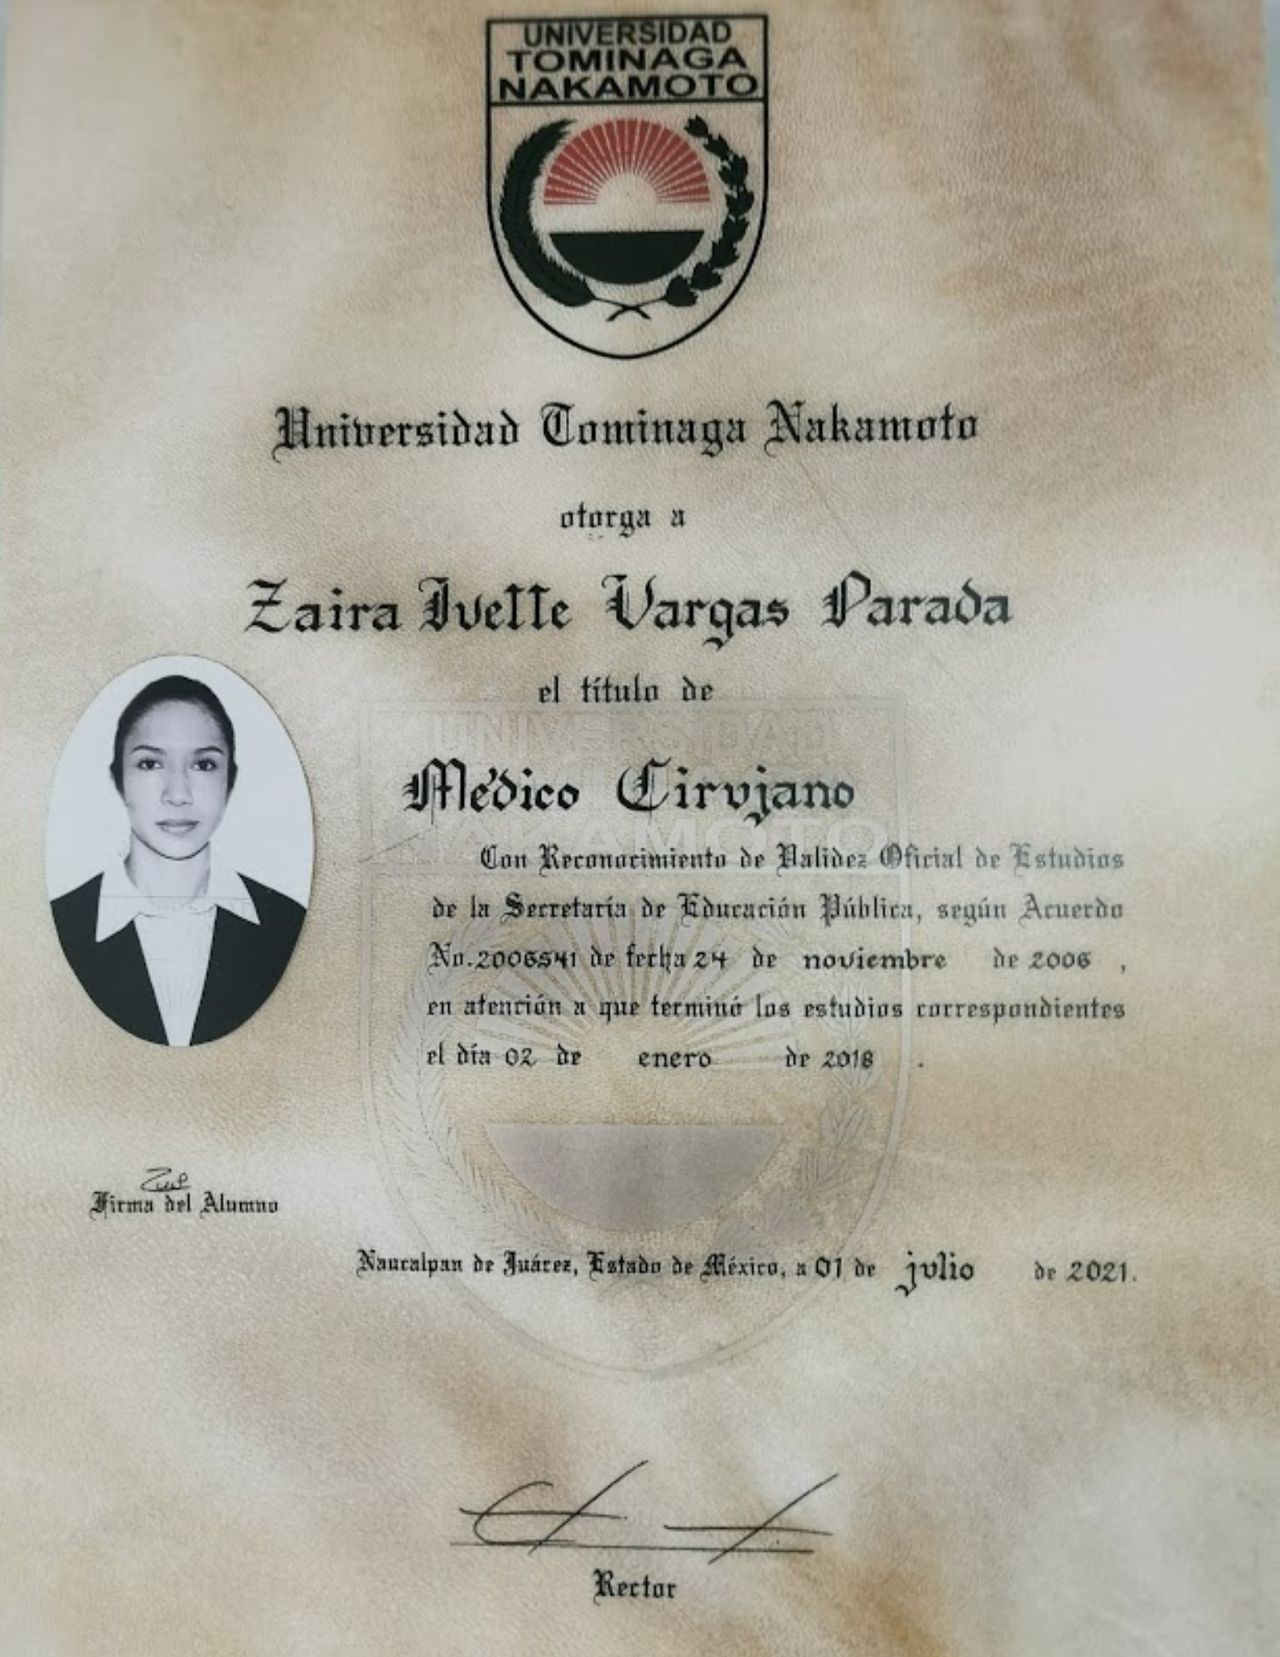 UNIVERSIDAD
TOMINAGA
NAKAMOTO
Universidad Tominaga Nakamoto
otorga a
Zaira Ivette Vargas Parada
el título de
Médico Cirujano
Con Reconocimiento de Validez Oficial de Estudios
de la Secretaría de Educación Pública, según Acuerdo
No.2006541 de fecha 24 de noviembre de 2006 ,
en atención a que terminó los estudios correspondientes
el día 02 de enero de 2018 .
Firma del Alumno
Naucalpan de Juárez, Estado de México, a 01 de julio de 2021.
Rector
UNIVERSIDAD
NAKAMOTO